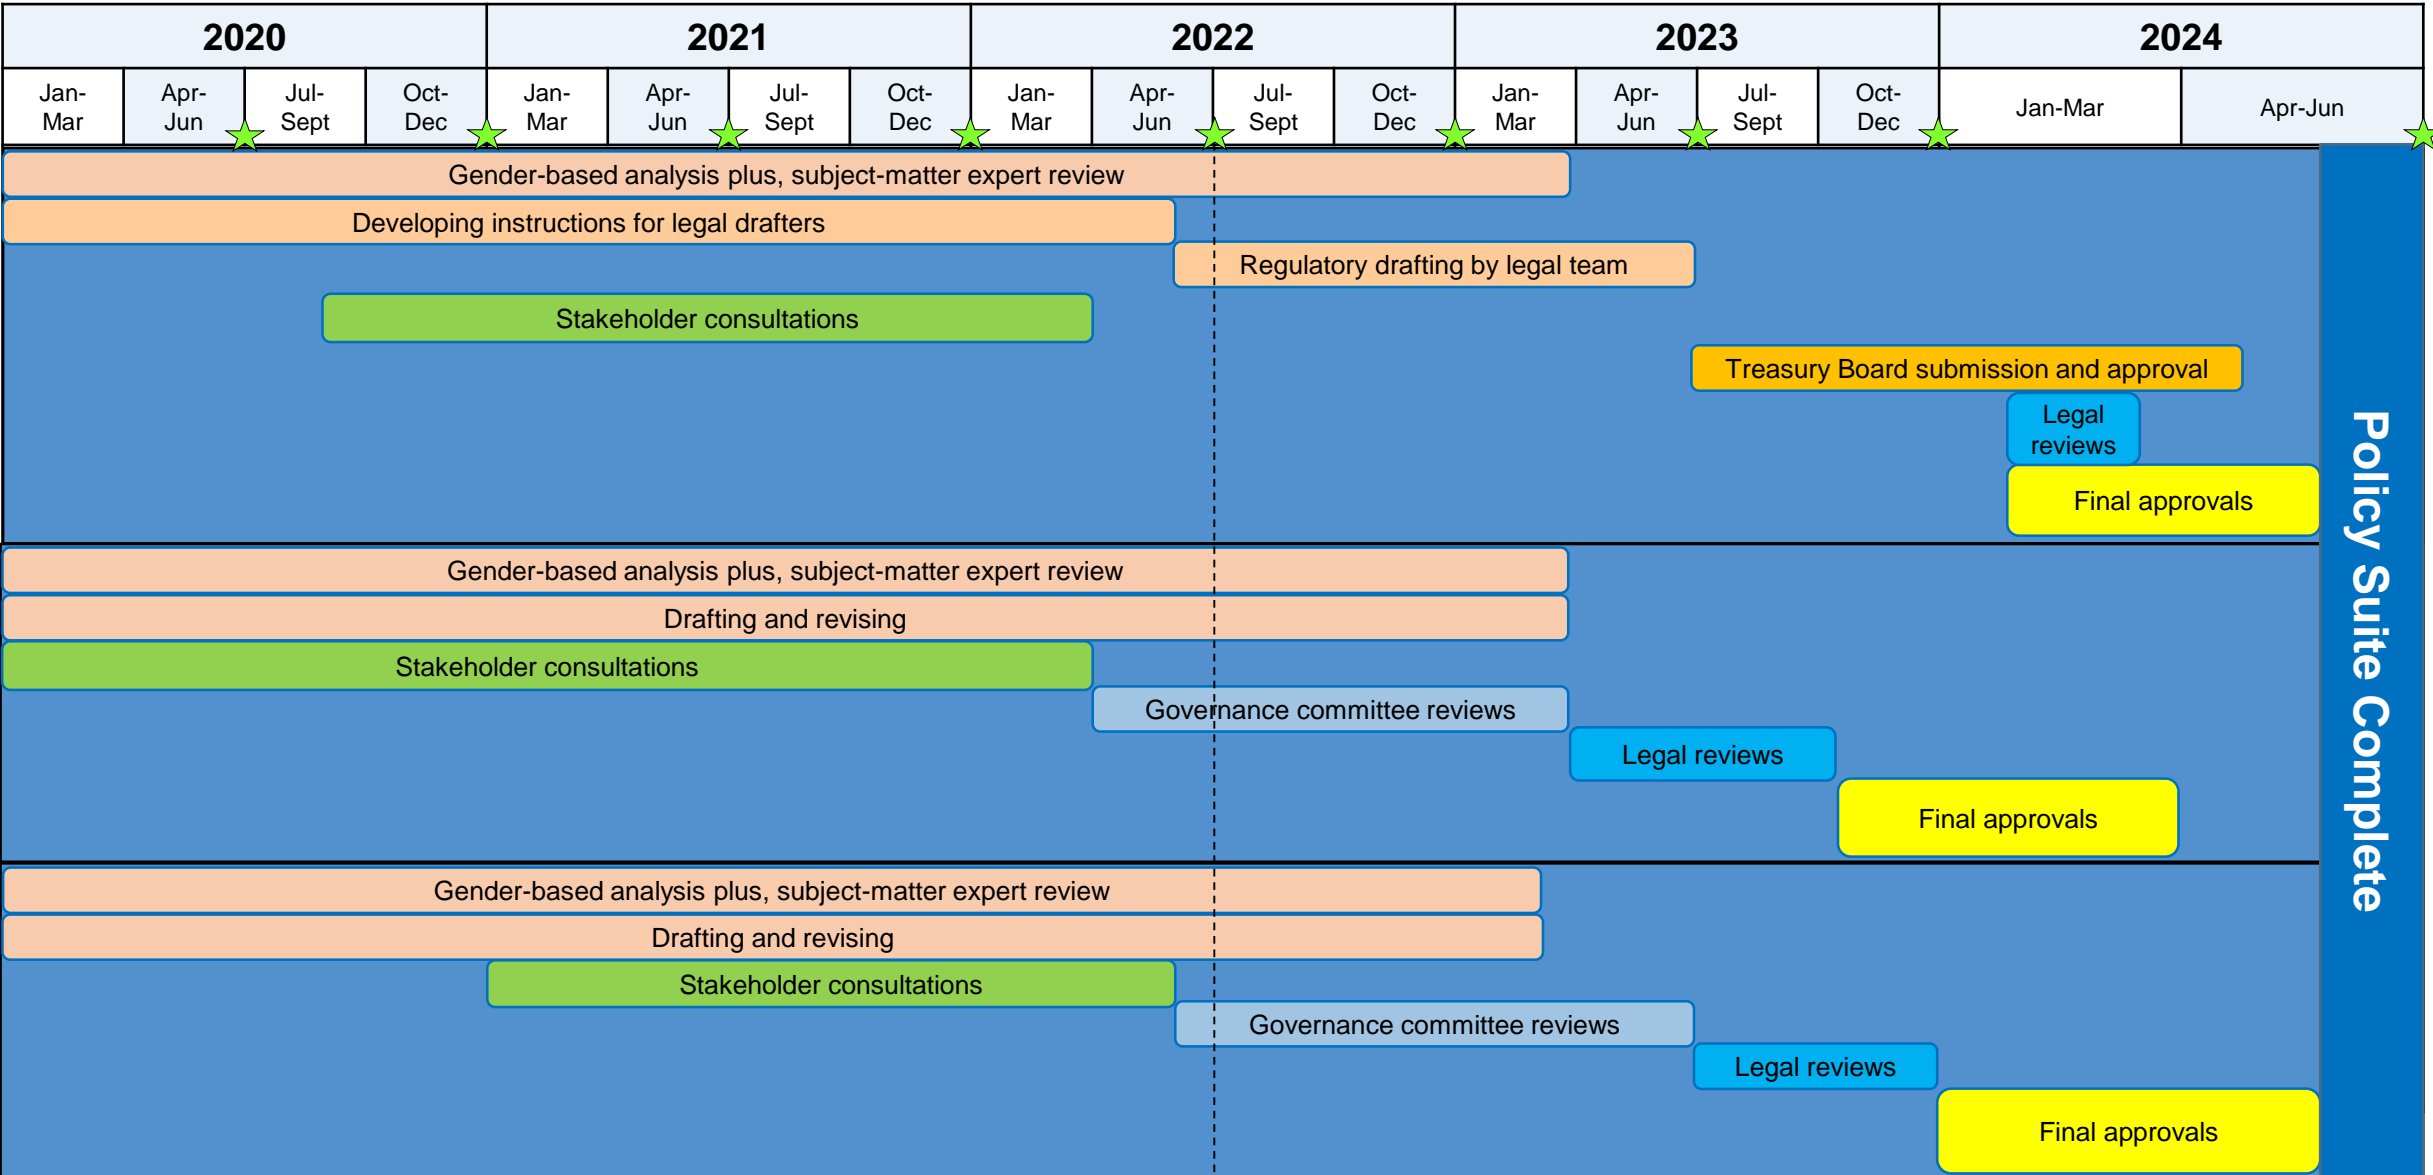 2020 2021 2022 2023 2024
Jan- Apr- Jul- Oct- Jan- Apr- Jul- Oct- Jan- Apr- Jul- Oct- Jan- Apr- Jul- Oct- Jan-Mar Apr-Jun
Mar Jun Sept Dec Mar Jun Sept Dec Mar Jun Sept Dec Mar Jun Sept Dec
Gender-based analysis plus, subject-matter expert review
Developing instructions for legal drafters
Regulatory drafting by legal team
Stakeholder consultations
Treasury Board submission and approval
Legal
reviews
Final approvals
Gender-based analysis plus, subject-matter expert review
Drafting and revising
Stakeholder consultations
Governance committee reviews
Legal reviews
Final approvals
Gender-based analysis plus, subject-matter expert review
Drafting and revising
Stakeholder consultations
Governance committee reviews
Legal reviews
Final approvals
Policy Suite Complete